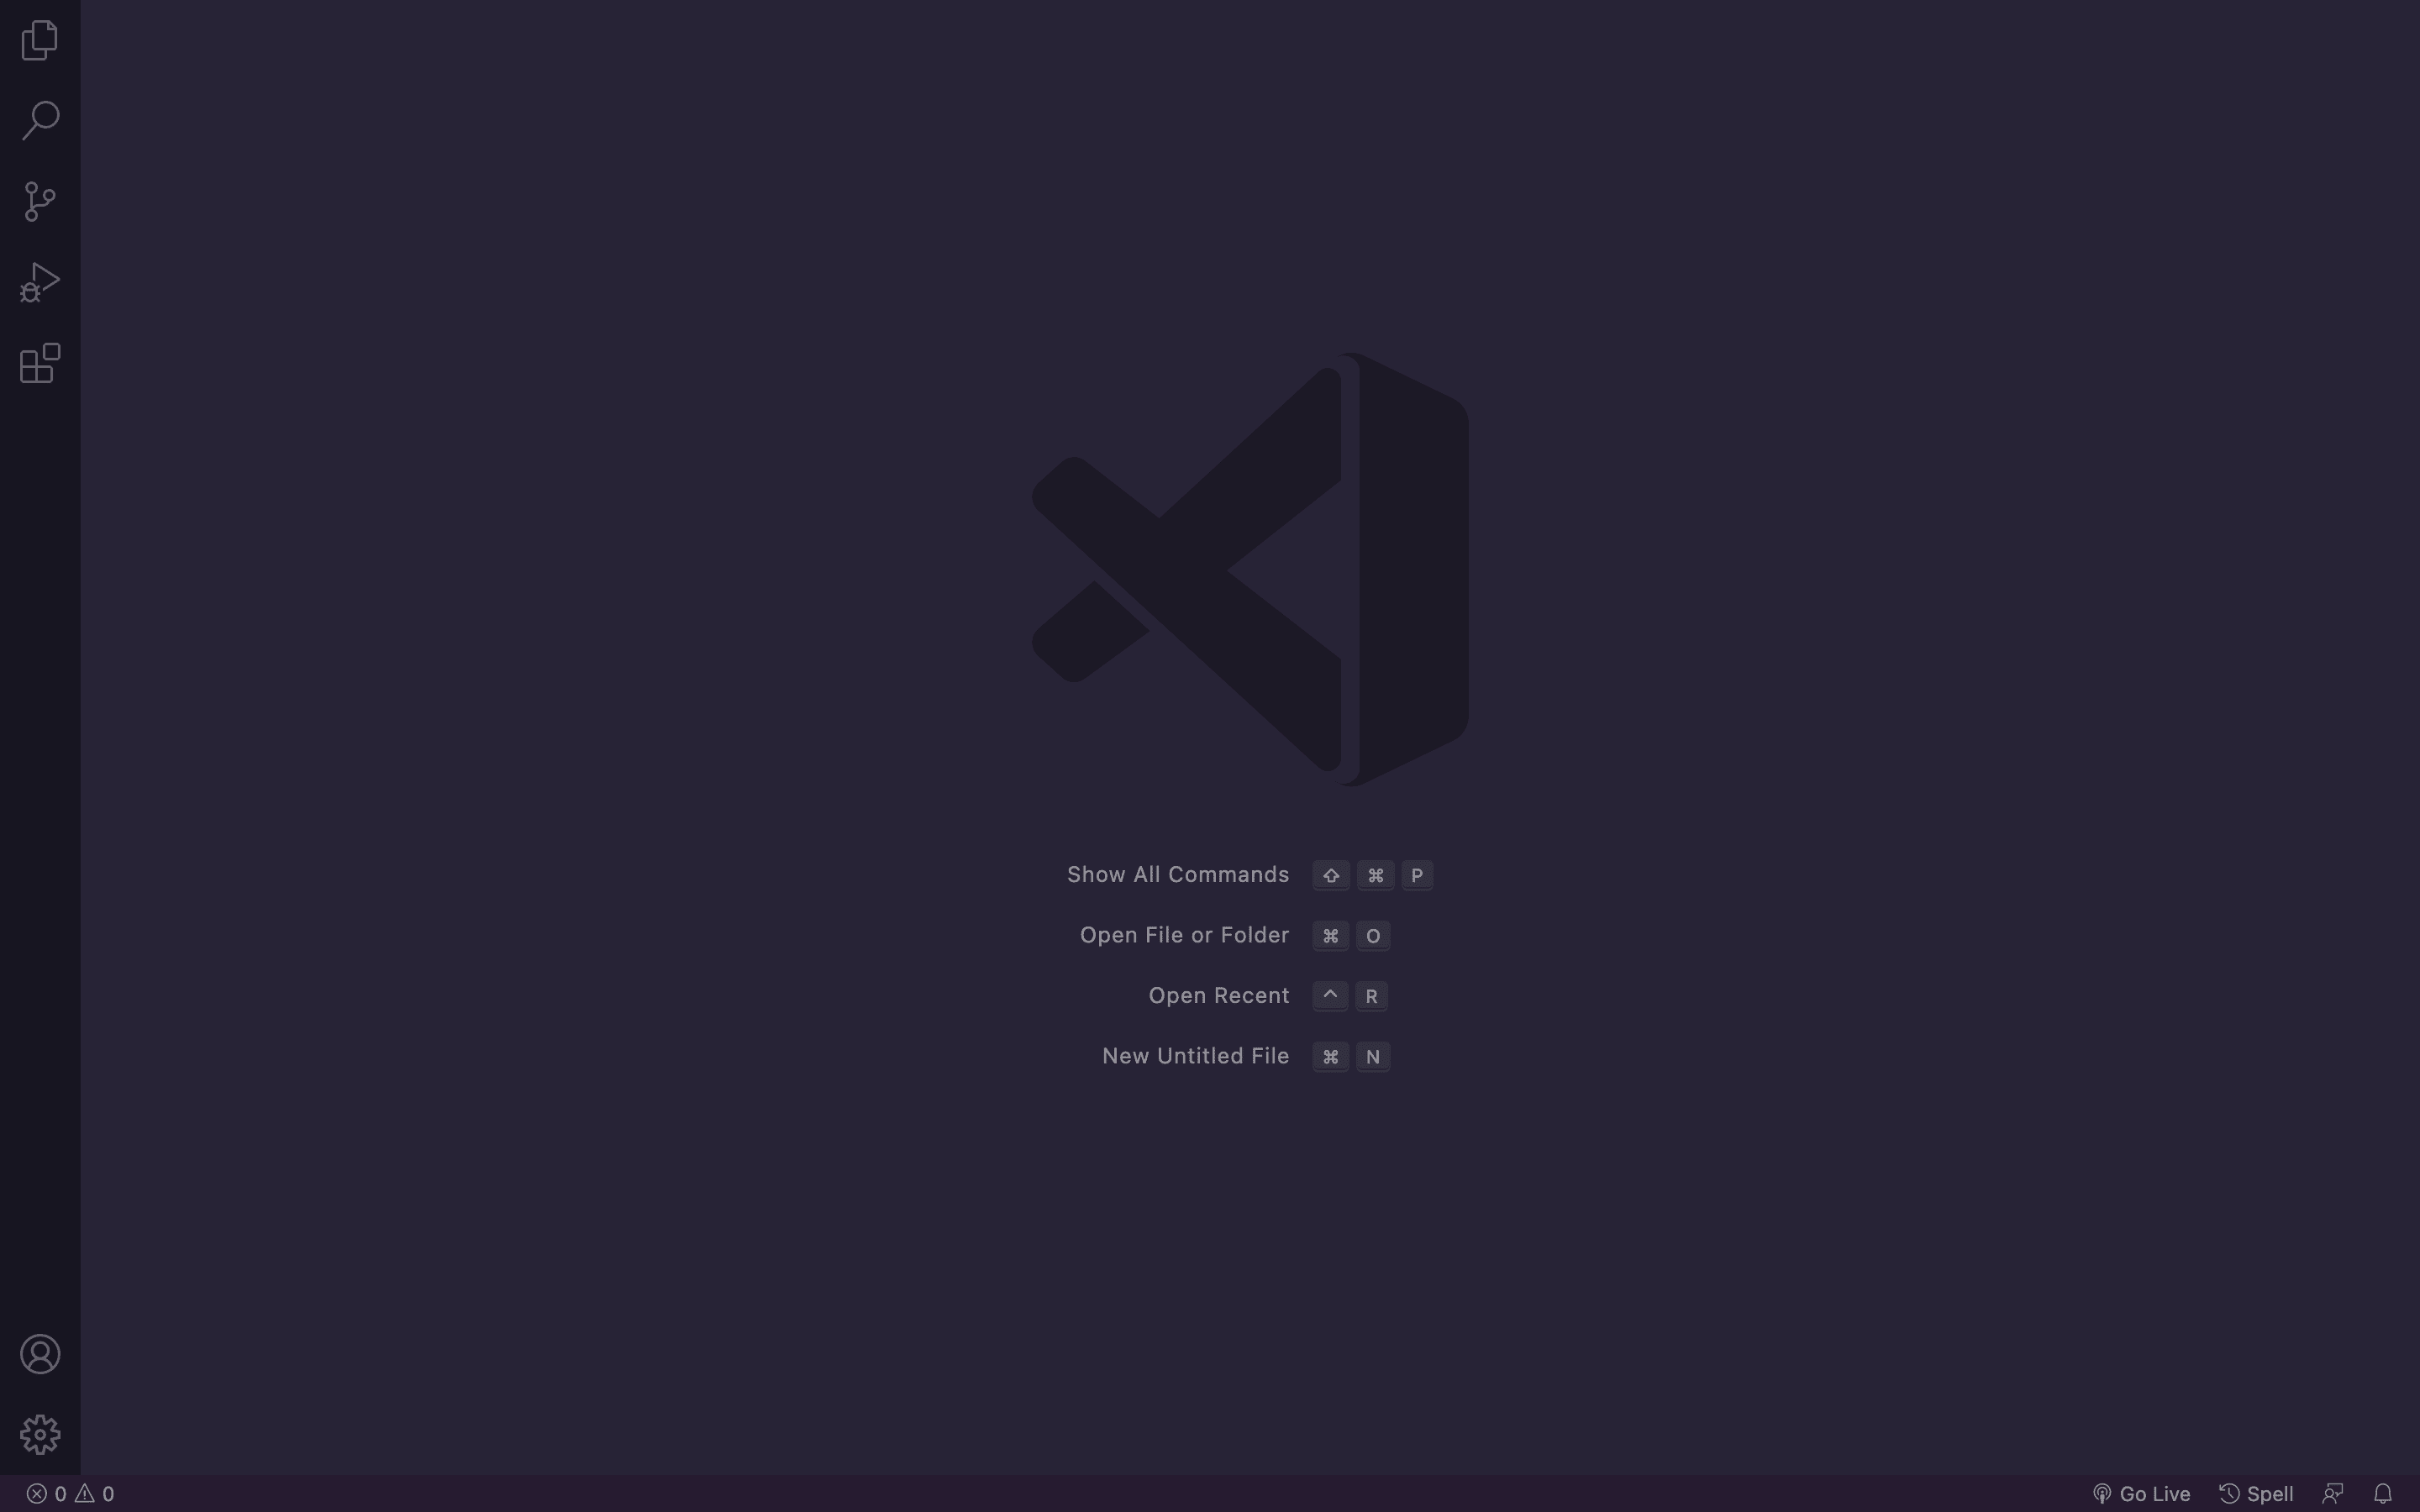 Show All Commands ⇧ ⌘ P
Open File or Folder ⌘ O
Open Recent ^ R
New Untitled File ⌘ N
0 0 Go Live Spell